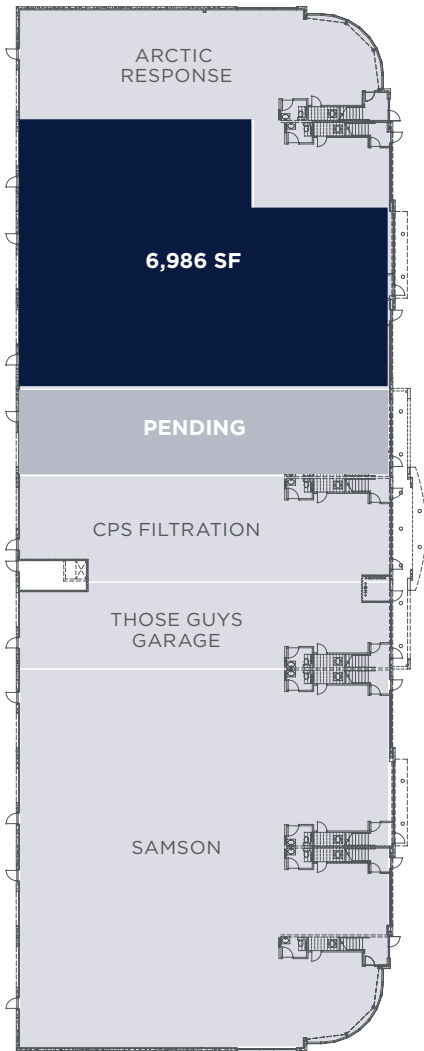 ARCTIC
RESPONSE
6,986 SF
PENDING
CPS FILTRATION
THOSE GUYS
GARAGE
SAMSON